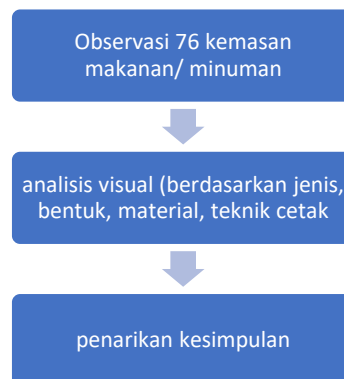 Observasi 76 kemasan
makanan/ minuman
analisis visual (berdasarkan jenis,
bentuk, material, teknik cetak
penarikan kesimpulan